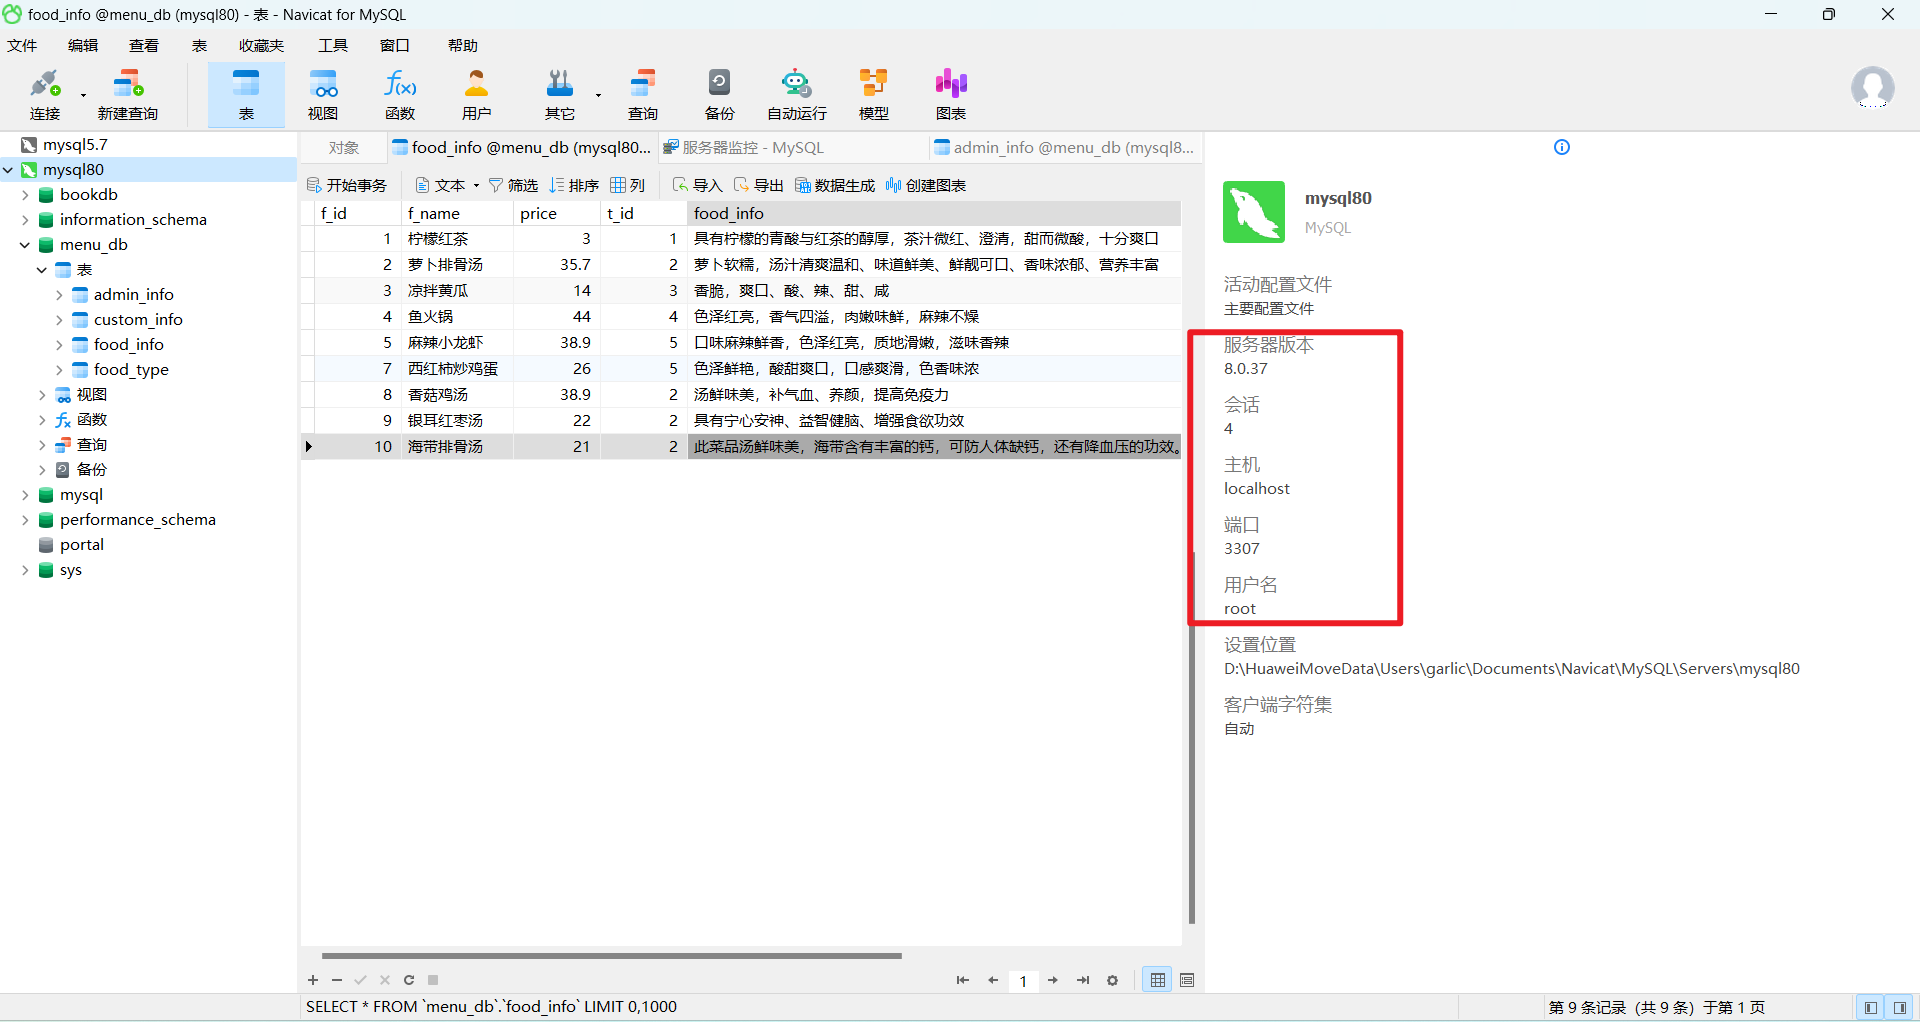 food_info @menu_db (mysql80) - 表 - Navicat for MySQL
文件 编辑 查看 表 收藏夹 工具 窗口 帮助
连接 新建查询 表 视图 函数 用户 其它 查询 备份 自动运行 模型 图表
mysql5.7
mysql80
bookdb
information_schema
menu_db
表
admin_info
custom_info
food_info
food_type
视图
函数
查询
备份
mysql
performance_schema
portal
sys
对象 food_info @menu_db (mysql80... 服务器监控 - MySQL admin_info @menu_db (mysql8...
开始事务 文本 筛选 排序 列 导入 导出 数据生成 创建图表
f_id f_name price t_id food_info
1 柠檬红茶 3 1 具有柠檬的青酸与红茶的醇厚，茶汁微红、澄清，甜而微酸，十分爽口
2 萝卜排骨汤 35.7 2 萝卜软糯，汤汁清爽温和、味道鲜美、鲜靓可口、香味浓郁、营养丰富
3 凉拌黄瓜 14 3 香脆，爽口、酸、辣、甜、咸
4 鱼火锅 44 4 色泽红亮，香气四溢，肉嫩味鲜，麻辣不燥
5 麻辣小龙虾 38.9 5 口味麻辣鲜香，色泽红亮，质地滑嫩，滋味香辣
7 西红柿炒鸡蛋 26 5 色泽鲜艳，酸甜爽口，口感爽滑，色香味浓
8 香菇鸡汤 38.9 2 汤鲜味美，补气血、养颜，提高免疫力
9 银耳红枣汤 22 2 具有宁心安神、益智健脑、增强食欲功效
10 海带排骨汤 21 2 此菜品汤鲜味美，海带含有丰富的钙，可防人体缺钙，还有降血压的功效。
1
SELECT * FROM `menu_db`.`food_info` LIMIT 0,1000
第 9 条记录 (共 9 条) 于第 1 页
mysql80
MySQL
活动配置文件
主要配置文件
服务器版本
8.0.37
会话
4
主机
localhost
端口
3307
用户名
root
设置位置
D:\HuaweiMoveData\Users\garlic\Documents\Navicat\MySQL\Servers\mysql80
客户端字符集
自动